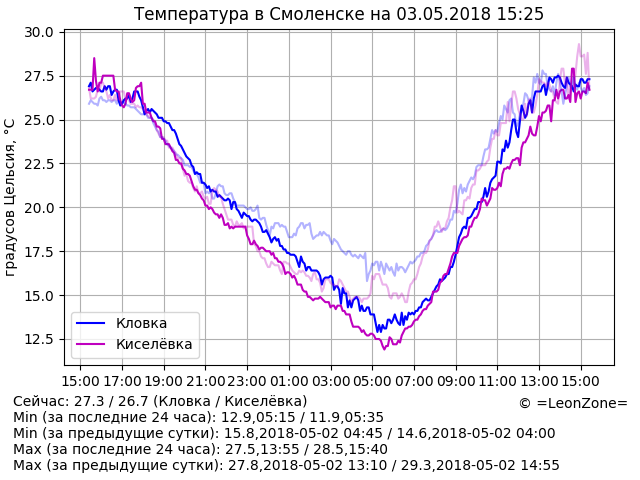 Температура в Смоленске на 03.05.2018 15:25
градусов Цельсия, °C
30.0
27.5
25.0
22.5
20.0
17.5
15.0
12.5
Кловка
Киселёвка
15:00 17:00 19:00 21:00 23:00 01:00 03:00 05:00 07:00 09:00 11:00 13:00 15:00
Сейчас: 27.3 / 26.7 (Кловка / Киселёвка)
© =LeonZone=
Min (за последние 24 часа): 12.9,05:15 / 11.9,05:35
Min (за предыдущие сутки): 15.8,2018-05-02 04:45 / 14.6,2018-05-02 04:00
Max (за последние 24 часа): 27.5,13:55 / 28.5,15:40
Max (за предыдущие сутки): 27.8,2018-05-02 13:10 / 29.3,2018-05-02 14:55